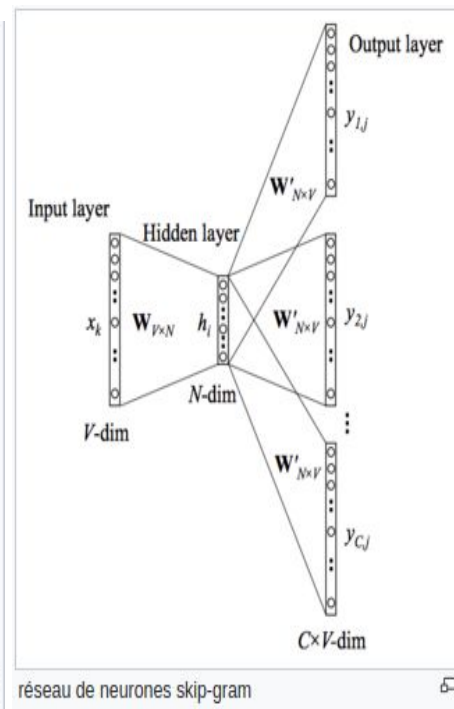 Output layer
y1,j
W'N×V
Input layer
Hidden layer
xk
WV×N
hi
W'N×V
y2,j
N-dim
V-dim
W'N×V
yC,j
C×V-dim
réseau de neurones skip-gram